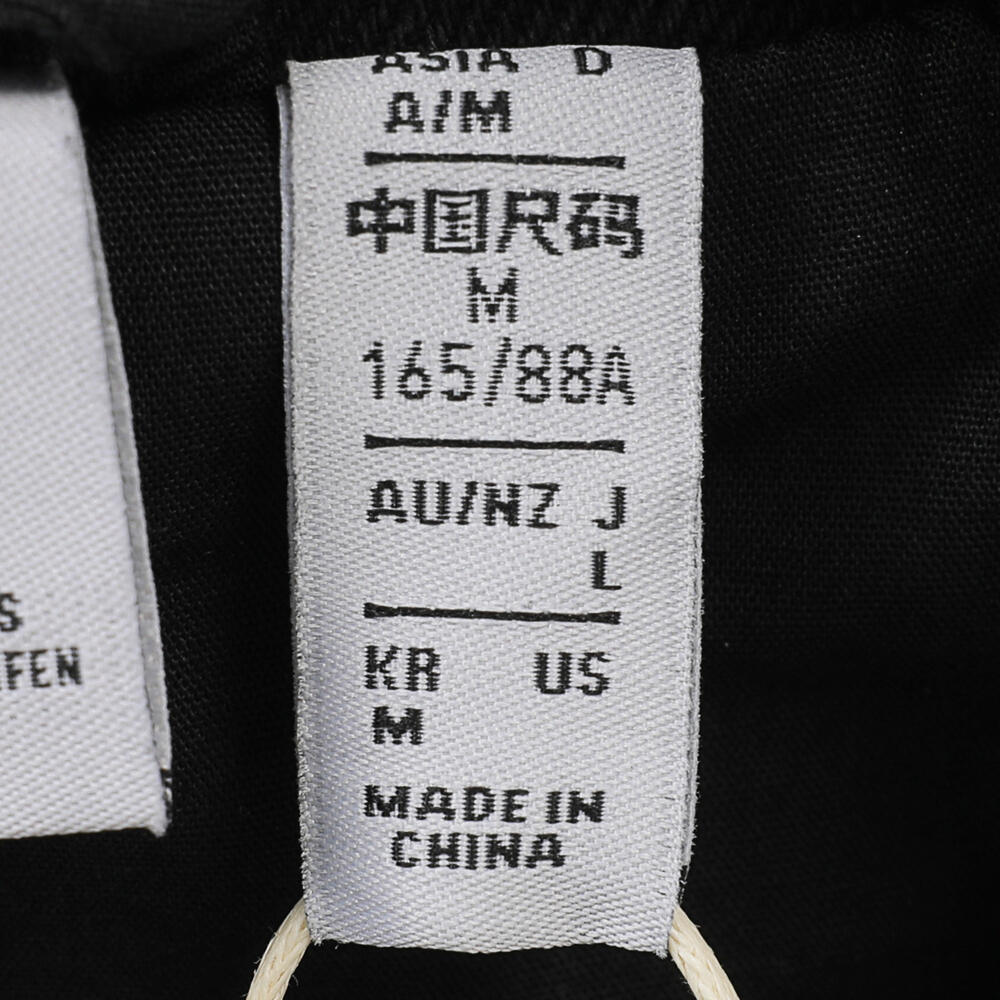 ASIA D
A/M
中国尺码
M
165/88A
AU/NZ J
L
KR US
M
MADE IN
CHINA
S
FEN